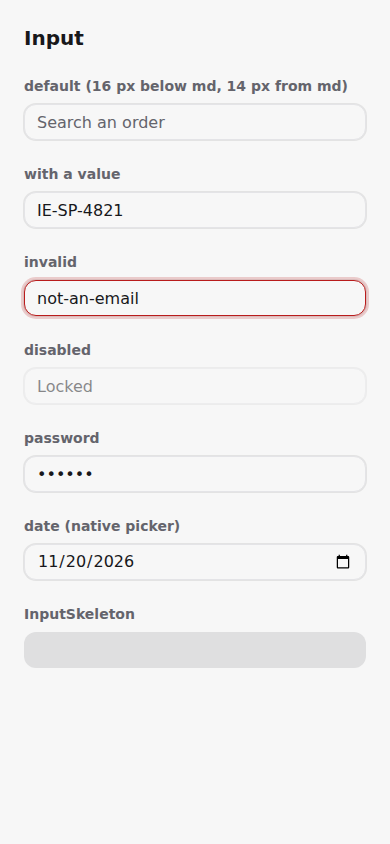 Input
default (16 px below md, 14 px from md)
Search an order
with a value
IE-SP-4821
invalid
not-an-email
disabled
Locked
password
••••••
date (native picker)
11/20/2026
InputSkeleton